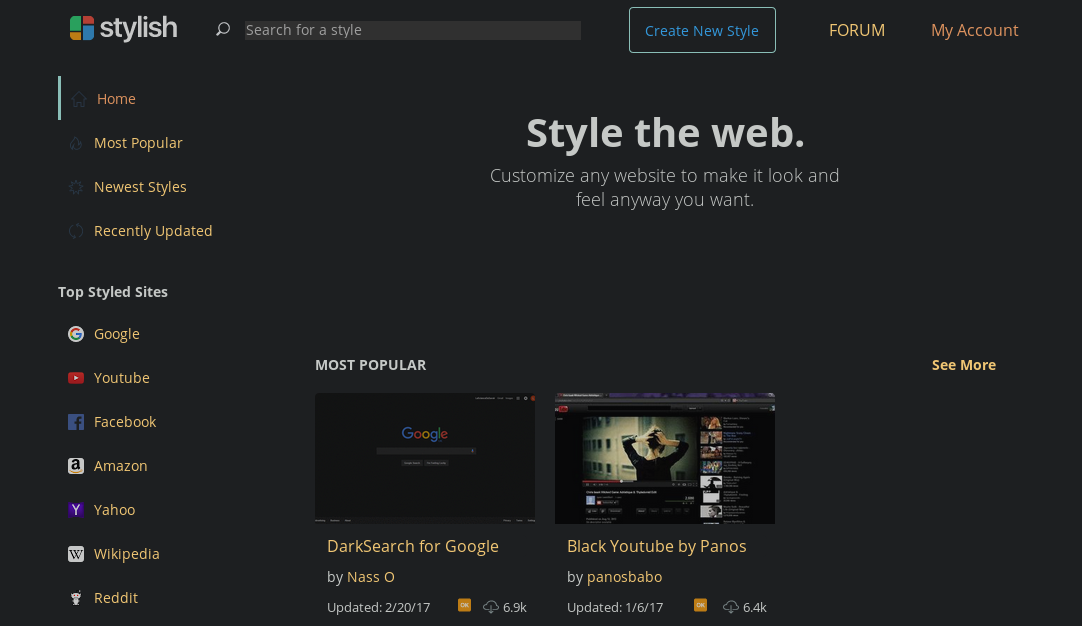 stylish
Search for a style
Create New Style
FORUM
My Account
Home
Most Popular
Newest Styles
Recently Updated
Top Styled Sites
Google
Youtube
Facebook
Amazon
Yahoo
Wikipedia
Reddit
Style the web.
Customize any website to make it look and
feel anyway you want.
MOST POPULAR
See More
Google
DarkSearch for Google
by Nass O
Updated: 2/20/17
OK
6.9k
Black Youtube by Panos
by panosbabo
Updated: 1/6/17
OK
6.4k